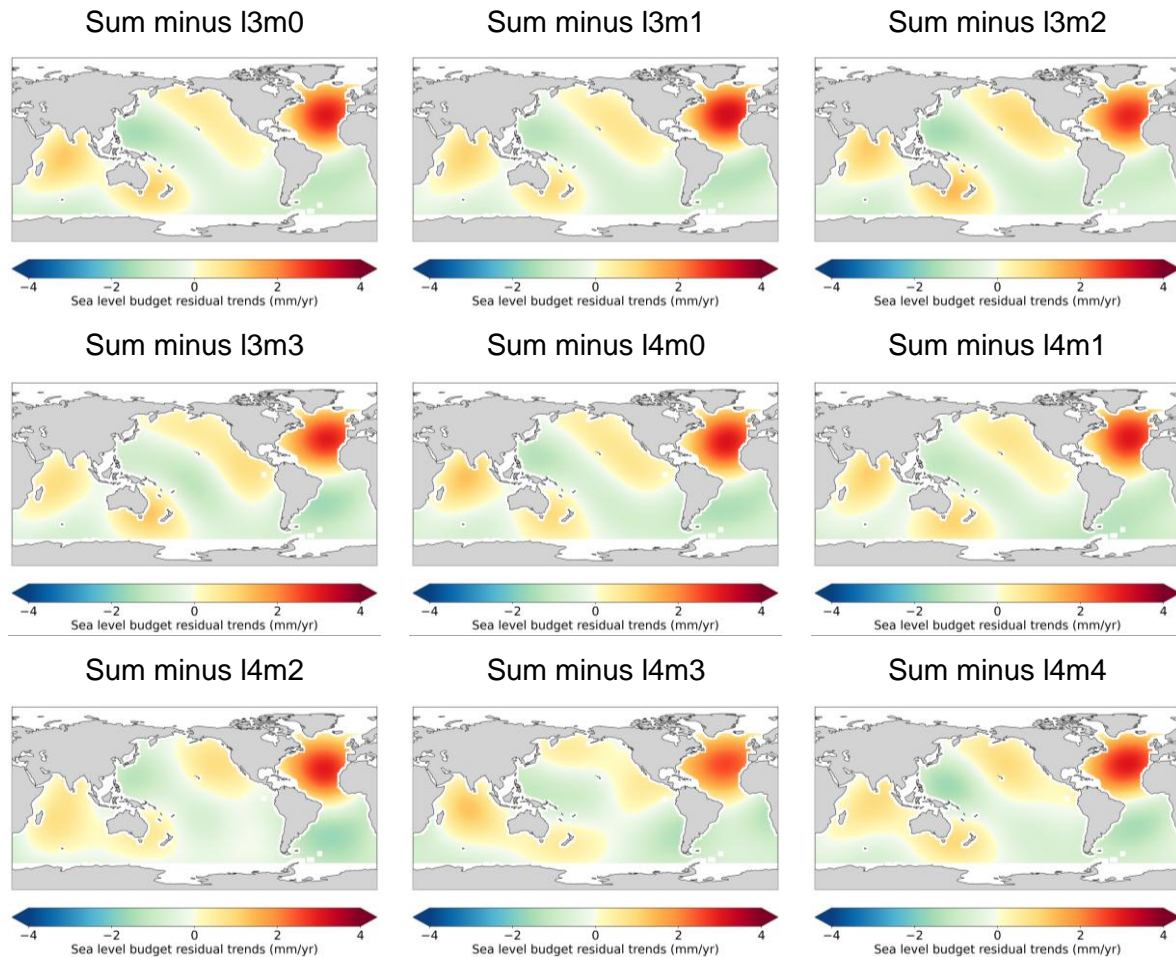 Sum minus l3m0 Sum minus l3m1 Sum minus l3m2
−4 −2 0 2 4 −4 −2 0 2 4 −4 −2 0 2 4
Sea level budget residual trends (mm/yr) Sea level budget residual trends (mm/yr) Sea level budget residual trends (mm/yr)
Sum minus l3m3 Sum minus l4m0 Sum minus l4m1
−4 −2 0 2 4 −4 −2 0 2 4 −4 −2 0 2 4
Sea level budget residual trends (mm/yr) Sea level budget residual trends (mm/yr) Sea level budget residual trends (mm/yr)
Sum minus l4m2 Sum minus l4m3 Sum minus l4m4
−4 −2 0 2 4 −4 −2 0 2 4 −4 −2 0 2 4
Sea level budget residual trends (mm/yr) Sea level budget residual trends (mm/yr) Sea level budget residual trends (mm/yr)